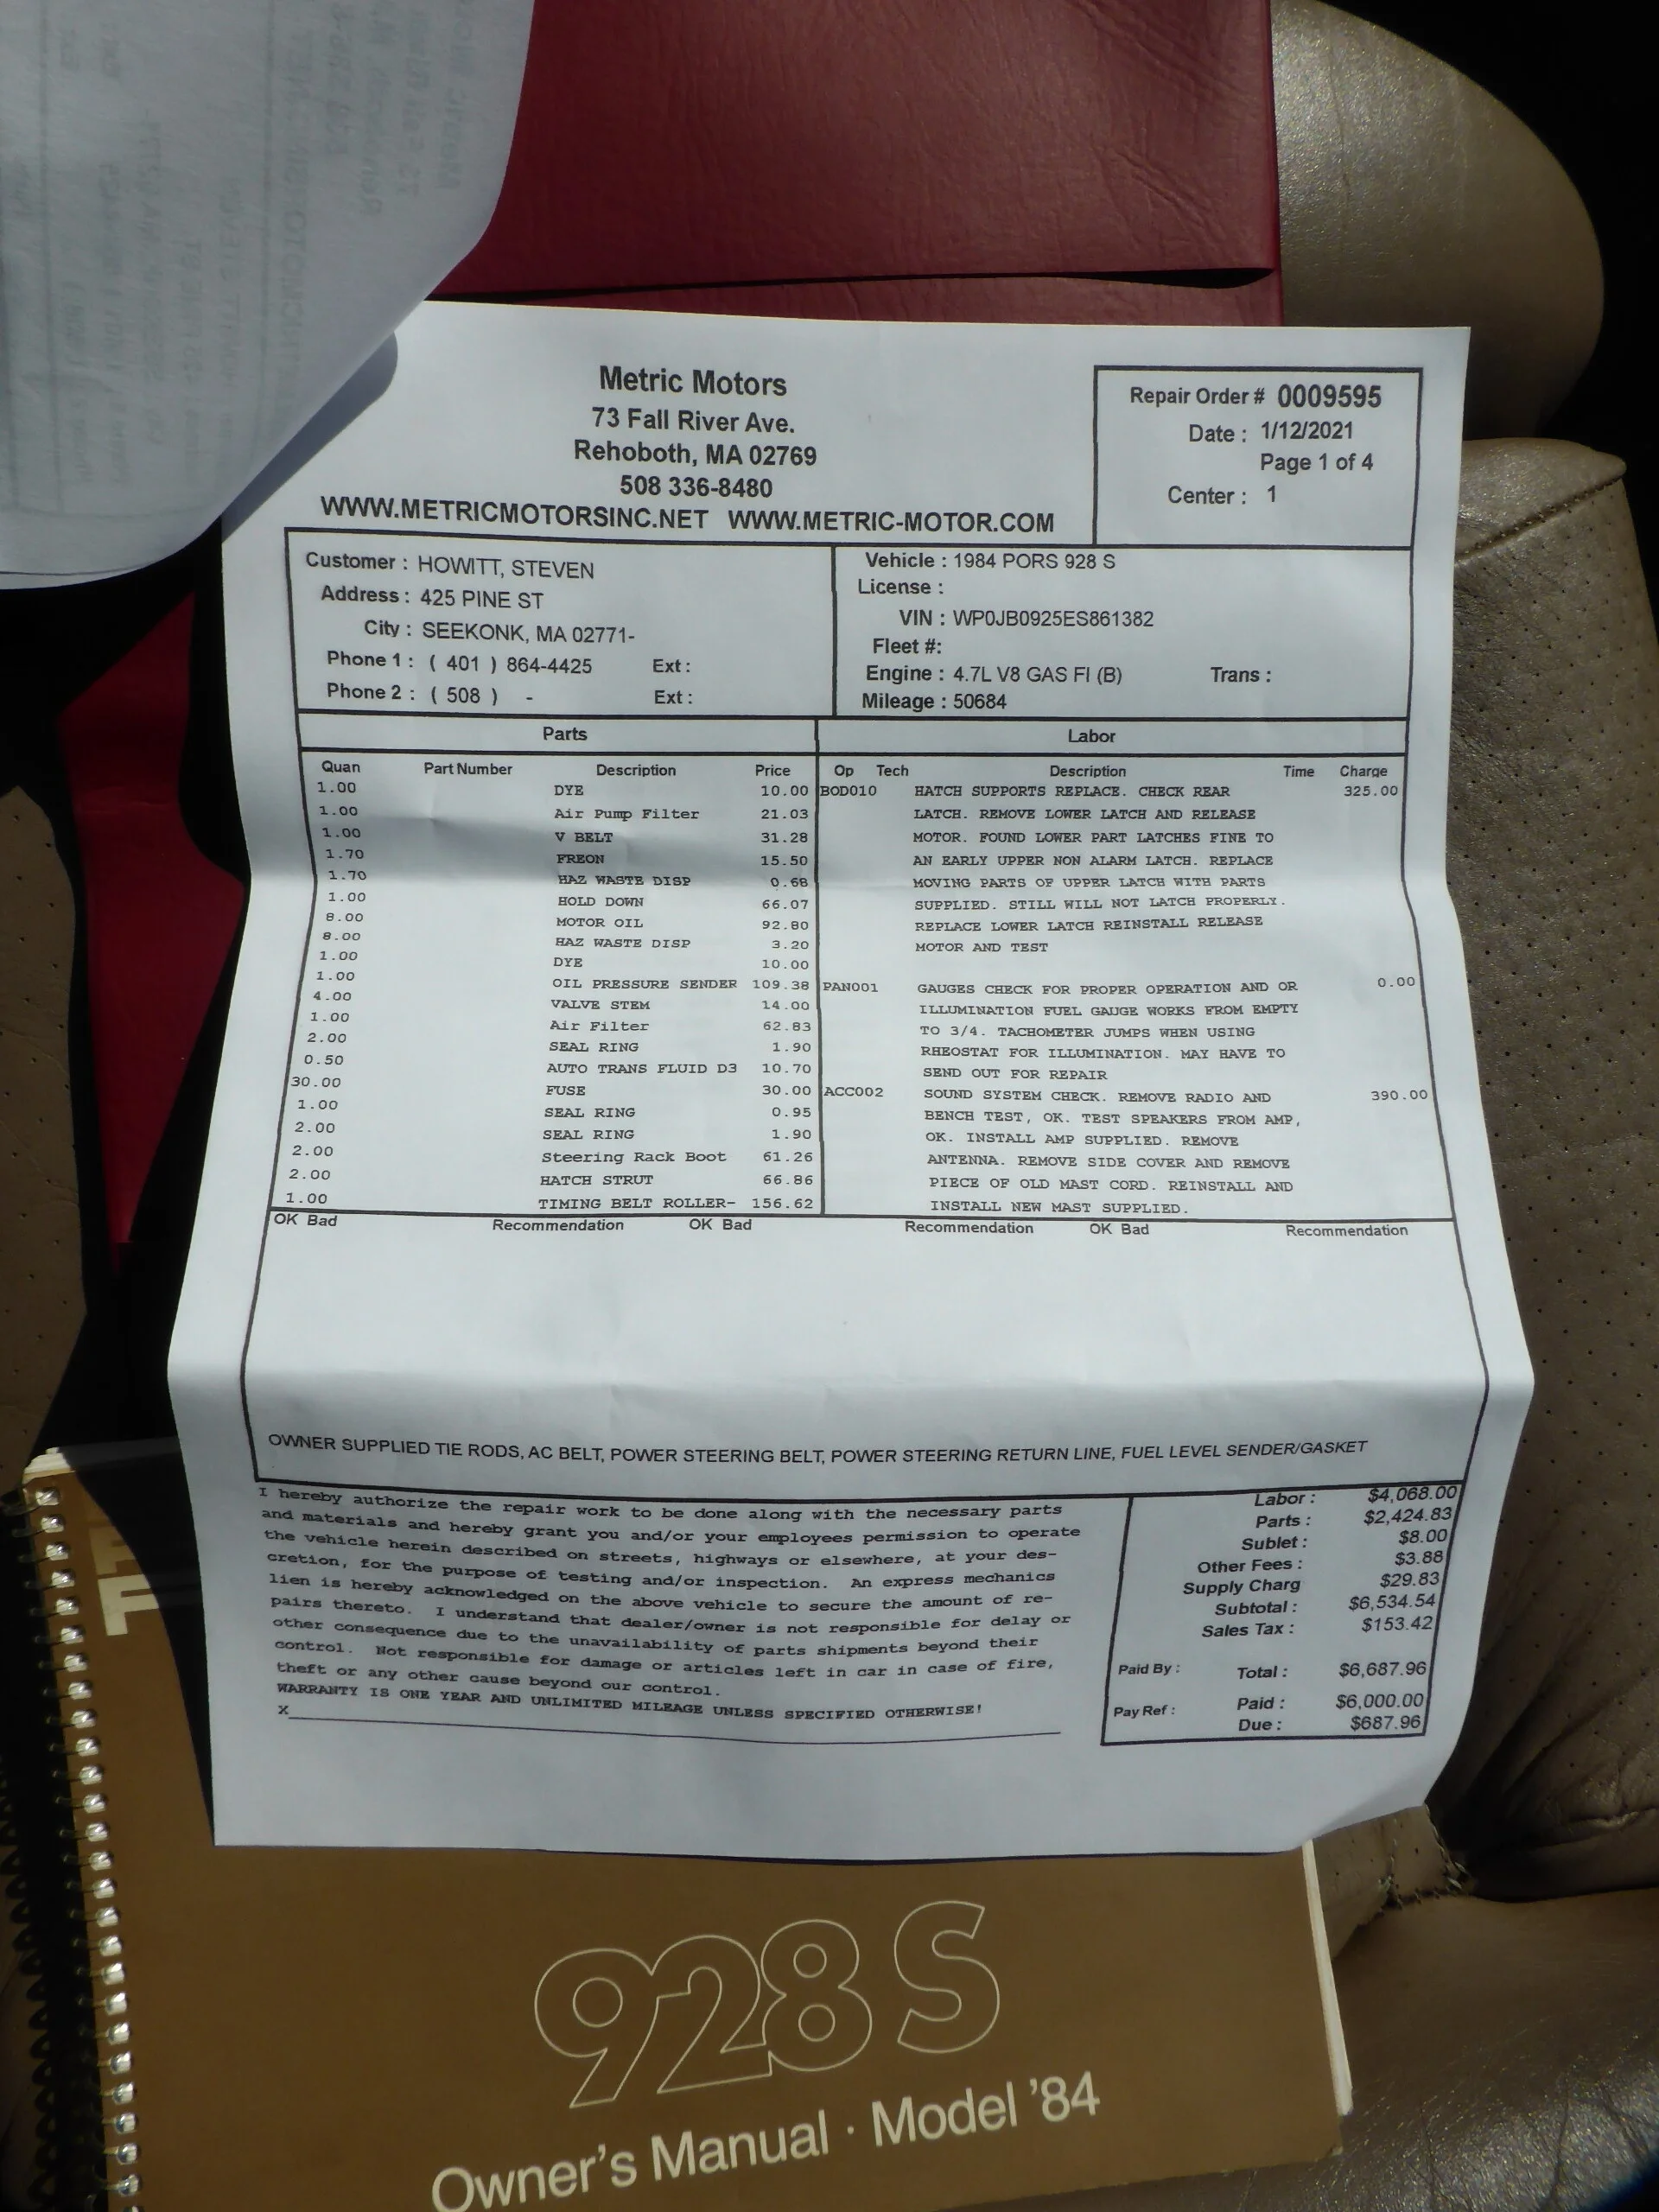 Metric Motors
73 Fall River Ave.
Rehoboth, MA 02769
508 336-8480
WWW.METRICMOTORSINC.NET WWW.METRIC-MOTOR.COM
Repair Order # 0009595
Date : 1/12/2021
Page 1 of 4
Center : 1
Customer : HOWITT, STEVEN
Address : 425 PINE ST
City : SEEKONK, MA 02771-
Phone 1 : ( 401 ) 864-4425 Ext :
Phone 2 : ( 508 ) - Ext :
Vehicle : 1984 PORS 928 S
License :
VIN : WP0JB0925ES861382
Fleet #:
Engine : 4.7L V8 GAS FI (B) Trans :
Mileage : 50684
Parts
Quan Part Number Description Price
1.00 DYE 10.00
1.00 Air Pump Filter 21.03
1.00 V BELT 31.28
1.70 FREON 15.50
1.70 HAZ WASTE DISP 0.68
1.00 HOLD DOWN 66.07
8.00 MOTOR OIL 92.80
8.00 HAZ WASTE DISP 3.20
1.00 DYE 10.00
1.00 OIL PRESSURE SENDER 109.38
4.00 VALVE STEM 14.00
1.00 Air Filter 62.83
2.00 SEAL RING 1.90
0.50 AUTO TRANS FLUID D3 10.70
30.00 FUSE 30.00
1.00 SEAL RING 0.95
2.00 SEAL RING 1.90
2.00 Steering Rack Boot 61.26
2.00 HATCH STRUT 66.86
1.00 TIMING BELT ROLLER- 156.62
Labor
Op Tech Description Time Charge
BOD010 HATCH SUPPORTS REPLACE. CHECK REAR 325.00
LATCH. REMOVE LOWER LATCH AND RELEASE
MOTOR. FOUND LOWER PART LATCHES FINE TO
AN EARLY UPPER NON ALARM LATCH. REPLACE
MOVING PARTS OF UPPER LATCH WITH PARTS
SUPPLIED. STILL WILL NOT LATCH PROPERLY.
REPLACE LOWER LATCH REINSTALL RELEASE
MOTOR AND TEST
PAN001 GAUGES CHECK FOR PROPER OPERATION AND OR 0.00
ILLUMINATION FUEL GAUGE WORKS FROM EMPTY
TO 3/4. TACHOMETER JUMPS WHEN USING
RHEOSTAT FOR ILLUMINATION. MAY HAVE TO
SEND OUT FOR REPAIR
ACC002 SOUND SYSTEM CHECK. REMOVE RADIO AND 390.00
BENCH TEST, OK. TEST SPEAKERS FROM AMP,
OK. INSTALL AMP SUPPLIED. REMOVE
ANTENNA. REMOVE SIDE COVER AND REMOVE
PIECE OF OLD MAST CORD. REINSTALL AND
INSTALL NEW MAST SUPPLIED.
OK Bad Recommendation OK Bad Recommendation OK Bad Recommendation
OWNER SUPPLIED TIE RODS, AC BELT, POWER STEERING BELT, POWER STEERING RETURN LINE, FUEL LEVEL SENDER/GASKET
I hereby authorize the repair work to be done along with the necessary parts
and materials and hereby grant you and/or your employees permission to operate
the vehicle herein described on streets, highways or elsewhere, at your des-
cretion, for the purpose of testing and/or inspection. An express mechanics
lien is hereby acknowledged on the above vehicle to secure the amount of re-
pairs thereto. I understand that dealer/owner is not responsible for delay or
other consequence due to the unavailability of parts shipments beyond their
control. Not responsible for damage or articles left in car in case of fire,
theft or any other cause beyond our control.
WARRANTY IS ONE YEAR AND UNLIMITED MILEAGE UNLESS SPECIFIED OTHERWISE!
X
Labor : $4,068.00
Parts : $2,424.83
Sublet : $8.00
Other Fees : $3.88
Supply Charg $29.83
Subtotal : $6,534.54
Sales Tax : $153.42
Paid By : Total : $6,687.96
Pay Ref : Paid : $6,000.00
Due : $687.96
928 S
Owner's Manual · Model '84